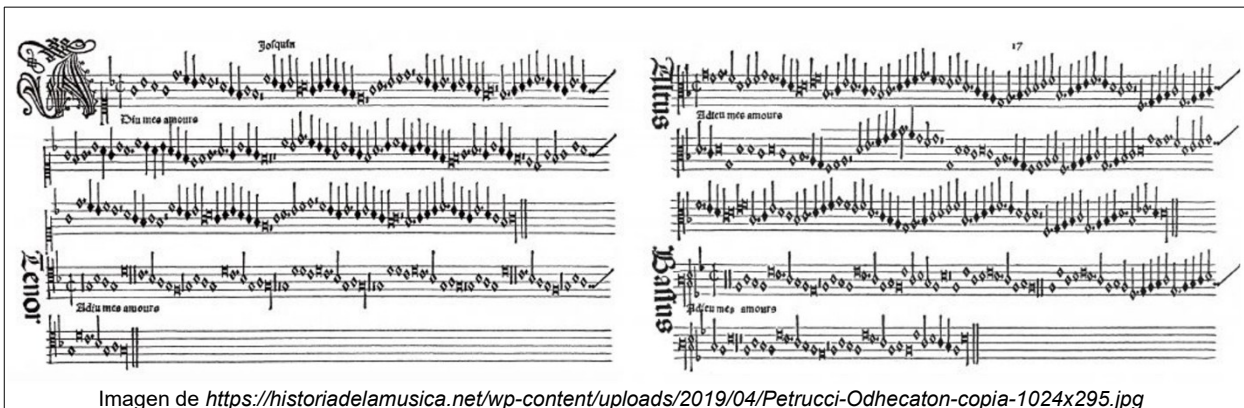 Josquin
A
Dieu mes amours
Tenor
Adieu mes amours
17
Altus
Adieu mes amours
Bassus
Adieu mes amours
Imagen de https://historiadelamusica.net/wp-content/uploads/2019/04/Petrucci-Odhecaton-copia-1024x295.jpg